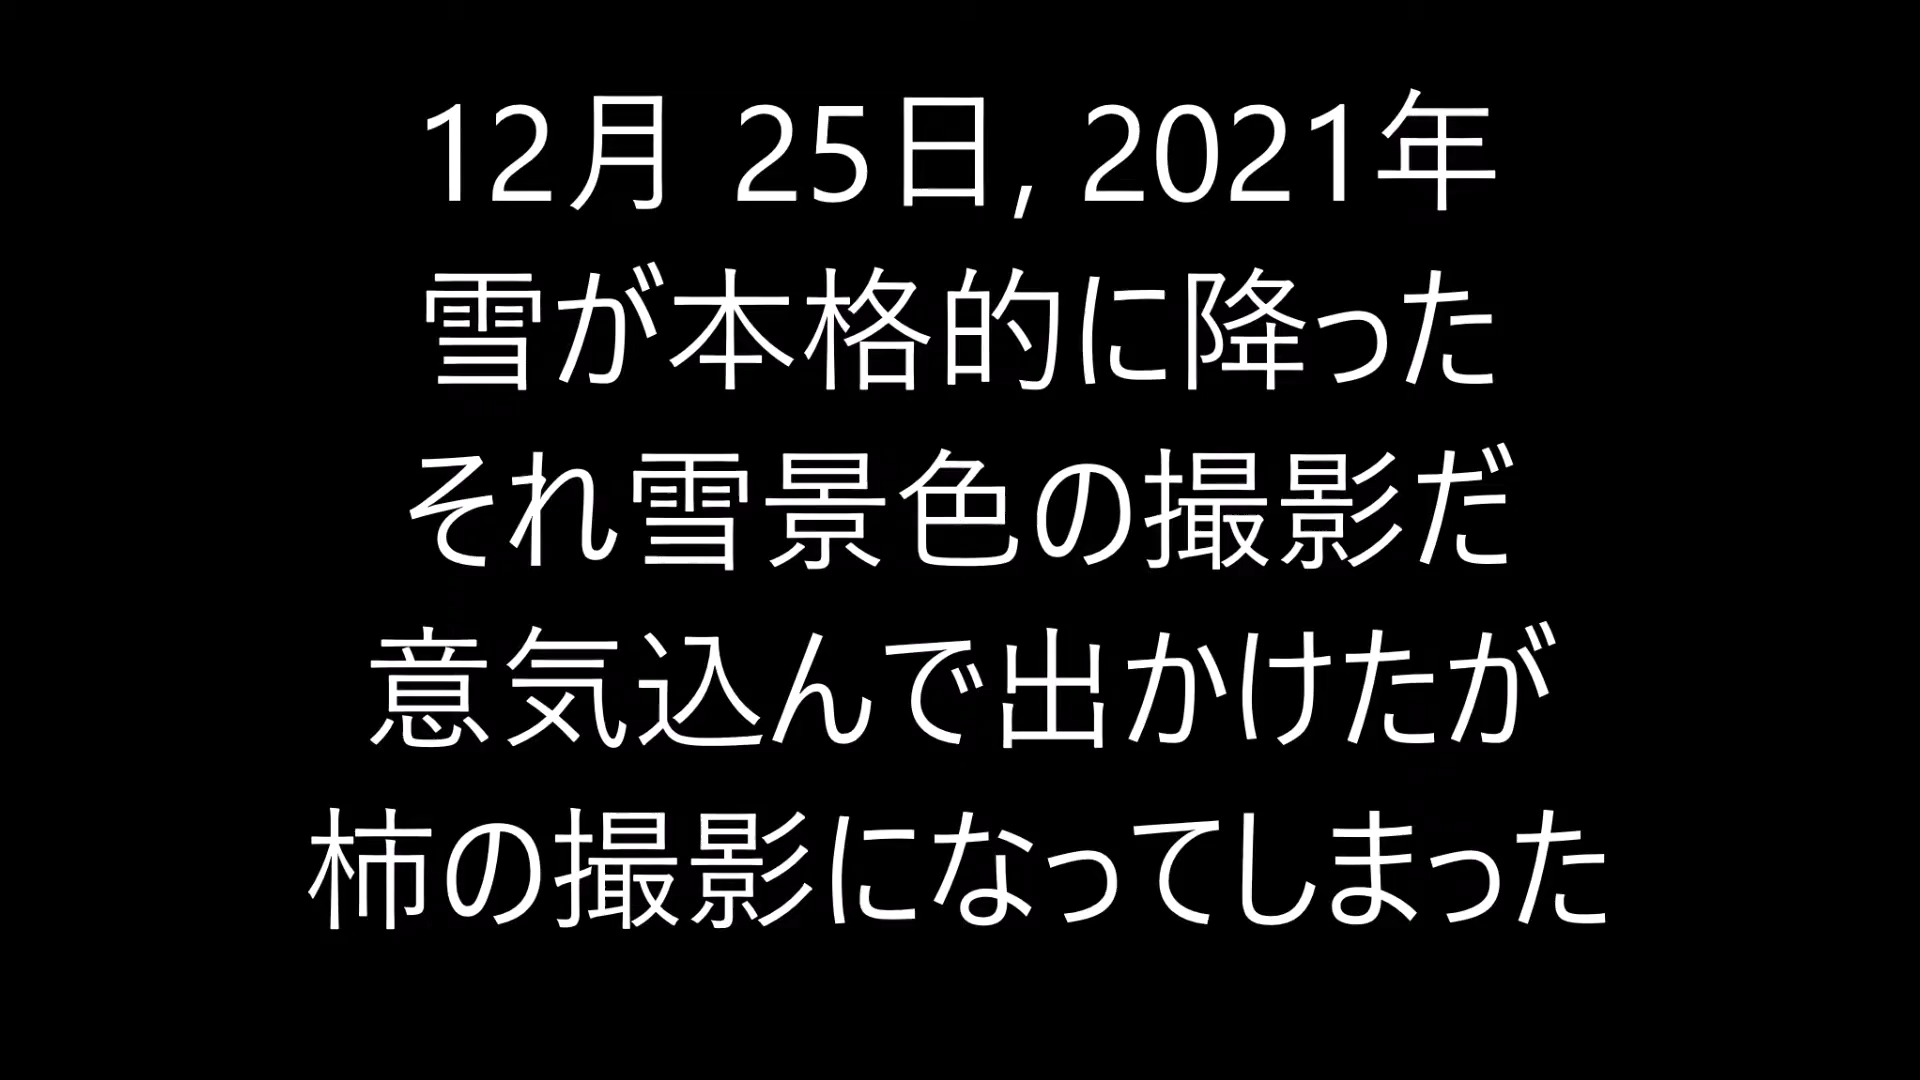 12月 25日, 2021年
雪が本格的に降った
それ雪景色の撮影だ
意気込んで出かけたが
柿の撮影になってしまった